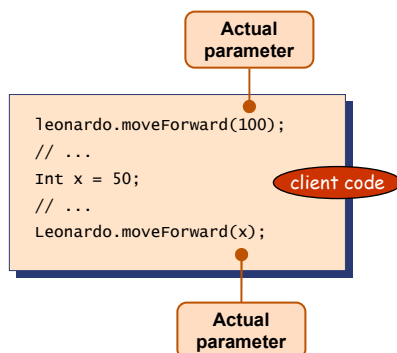 Actual
parameter
leonardo.moveForward(100);
// ...
Int x = 50;
// ...
Leonardo.moveForward(x);
client code
Actual
parameter